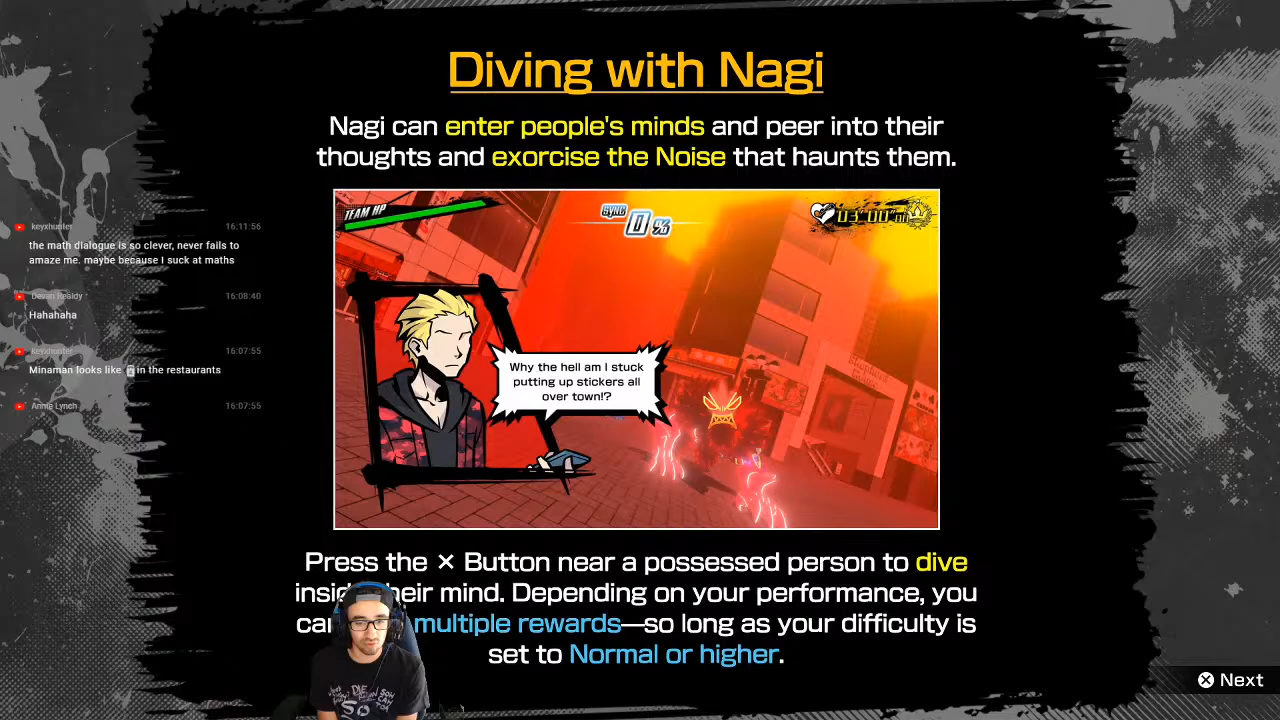 Diving with Nagi
Nagi can enter people's minds and peer into their
thoughts and exorcise the Noise that haunts them.
TEAM HP
SYNC
0 %
03'00"00
Why the hell am I stuck
putting up stickers all
over town!?
Press the × Button near a possessed person to dive
their mind. Depending on your performance, you
multiple rewards—so long as your difficulty is
set to Normal or higher.
Next
keyxhunter 16:11:56
the math dialogue is so clever, never fails to
amaze me. maybe because I suck at maths
16:08:40
Hahahaha
keyxhunter 16:07:55
Minaman looks like in the restaurants
Annie Lynch 16:07:55